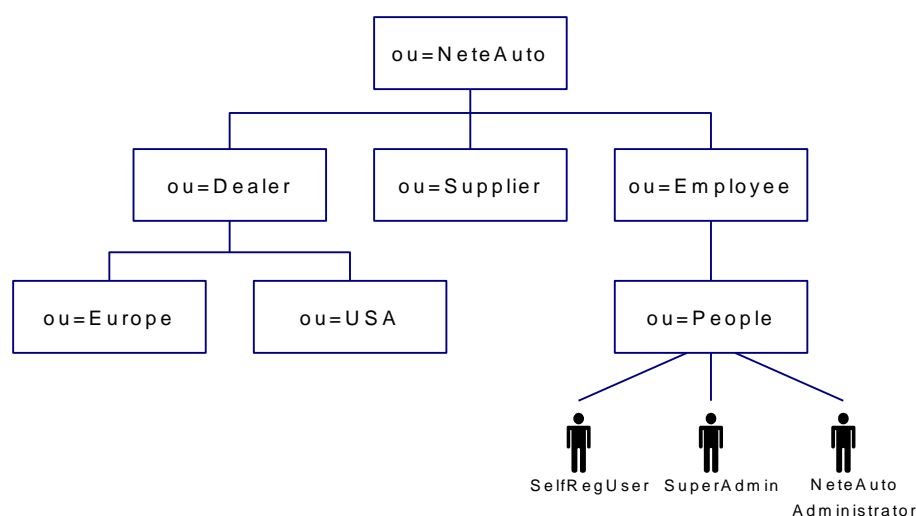 ou=NeteAuto
ou=Dealer
ou=Supplier
ou=Employee
ou=Europe
ou=USA
ou=People
SelfRegUser
SuperAdmin
NeteAuto
Administrator